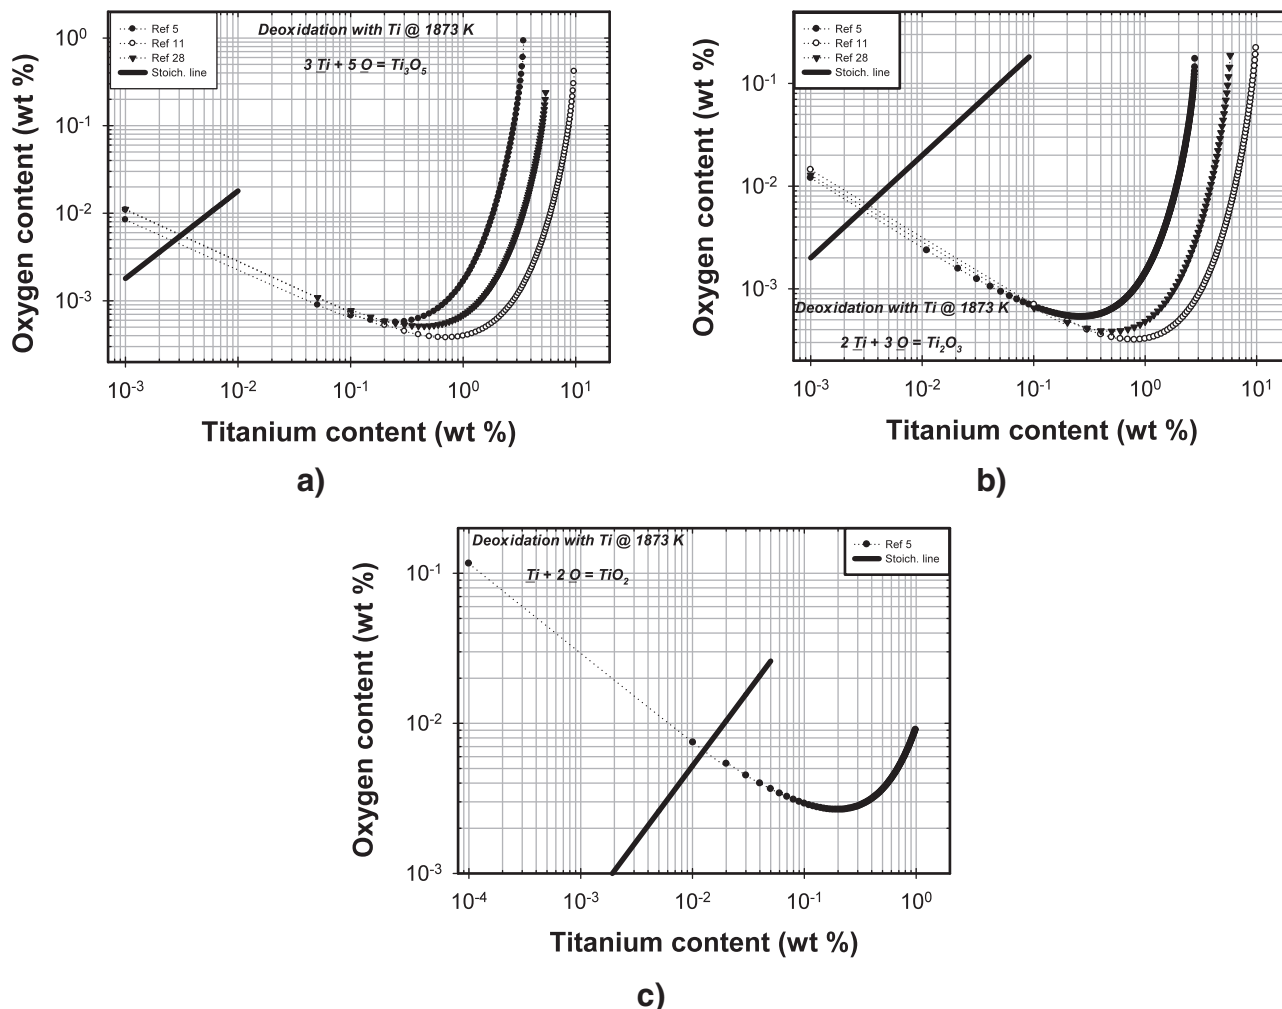 Ref 5
Ref 11
Ref 28
Stoich. line
Deoxidation with Ti @ 1873 K
3 Ti + 5 O = Ti3O5
10^0
10^-1
10^-2
10^-3
Oxygen content (wt %)
10^-3 10^-2 10^-1 10^0 10^1
Titanium content (wt %)
a)
Ref 5
Ref 11
Ref 28
Stoich. line
10^-1
10^-2
10^-3
Oxygen content (wt %)
Deoxidation with Ti @ 1873 K
2 Ti + 3 O = Ti2O3
10^-3 10^-2 10^-1 10^0 10^1
Titanium content (wt %)
b)
Deoxidation with Ti @ 1873 K
Ti + 2 O = TiO2
Ref 5
Stoich. line
10^-1
10^-2
10^-3
Oxygen content (wt %)
10^-4 10^-3 10^-2 10^-1 10^0
Titanium content (wt %)
c)